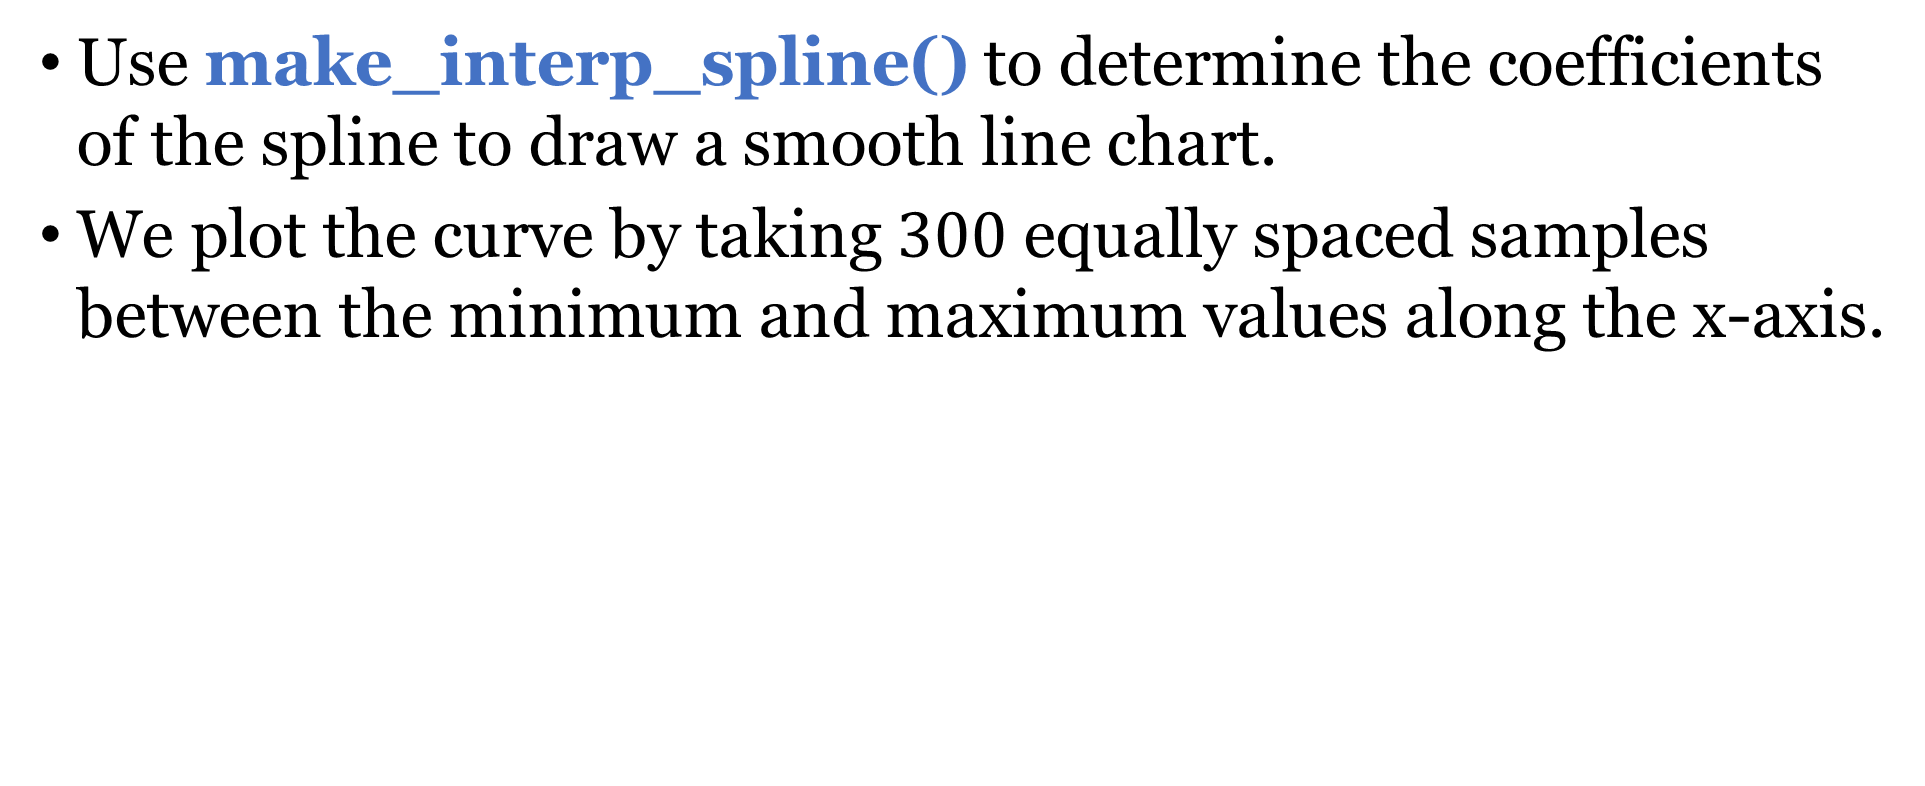 • Use make_interp_spline() to determine the coefficients
of the spline to draw a smooth line chart.
• We plot the curve by taking 300 equally spaced samples
between the minimum and maximum values along the x-axis.